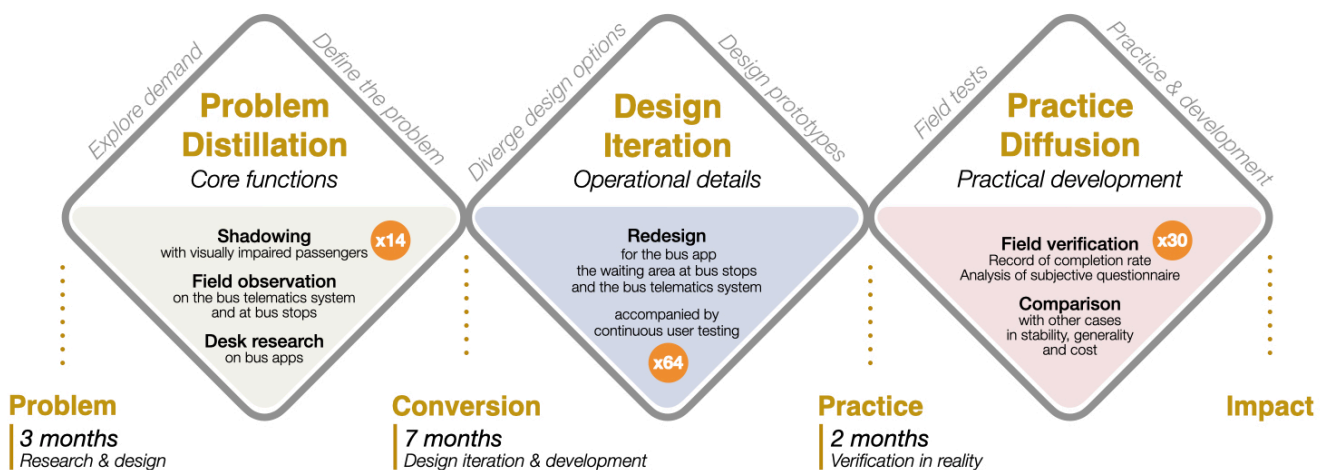 Explore demand
Define the problem
Problem
Distillation
Core functions
Shadowing
with visually impaired passengers
x14
Field observation
on the bus telematics system
and at bus stops
Desk research
on bus apps
Diverge design options
Design prototypes
Design
Iteration
Operational details
Redesign
for the bus app
the waiting area at bus stops
and the bus telematics system
accompanied by
continuous user testing
x64
Field tests
Practice & development
Practice
Diffusion
Practical development
Field verification
Record of completion rate
Analysis of subjective questionnaire
x30
Comparison
with other cases
in stability, generality
and cost
Problem
3 months
Research & design
Conversion
7 months
Design iteration & development
Practice
2 months
Verification in reality
Impact